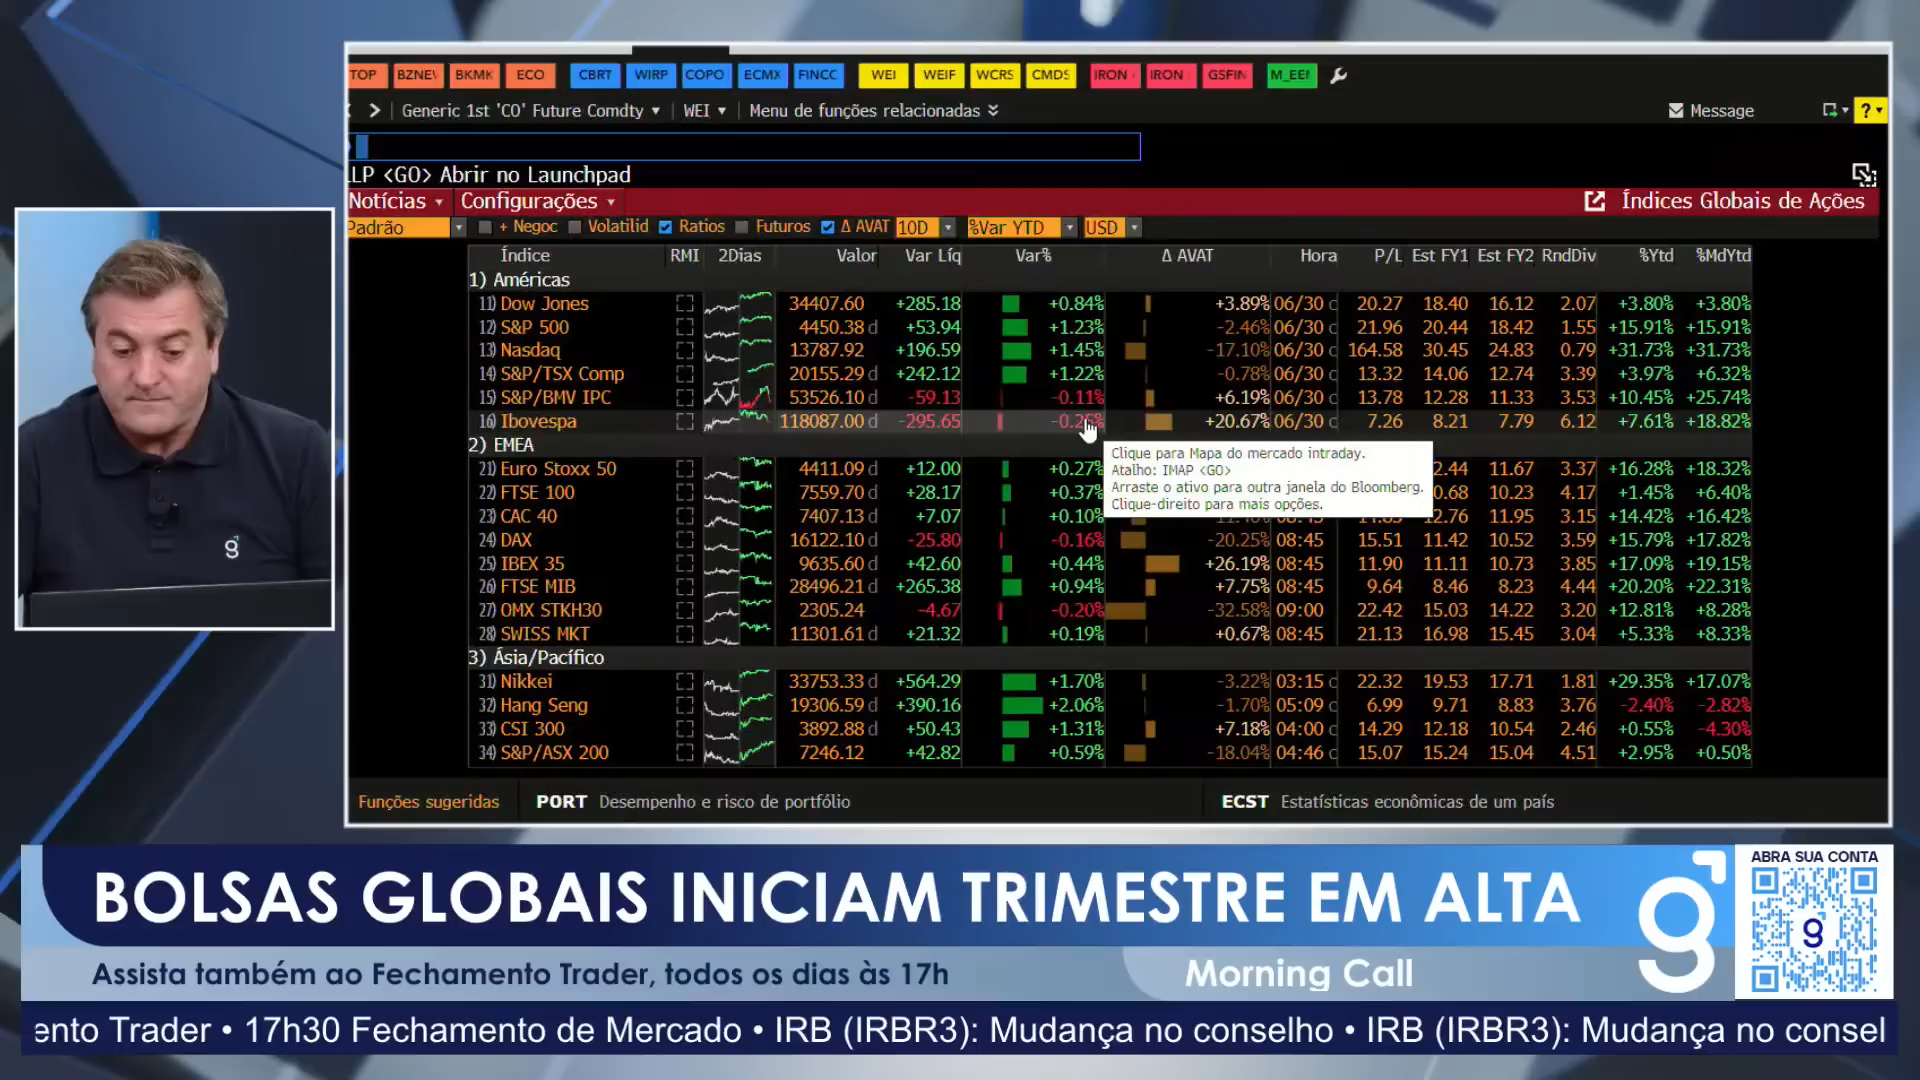 TOP BZNEV BKMK ECO CBRT WIRP COPO ECMX FINCC WEI WEIF WCRS CMDS IRON IRON GSFIN M_EEM
Generic 1st 'CO' Future Comdty WEI Menu de funções relacionadas Message ?
LP <GO> Abrir no Launchpad
Notícias Configurações Índices Globais de Ações
Padrão + Negoc Volatilid Ratios Futuros Δ AVAT 10D %Var YTD USD
Índice RMI 2Dias Valor Var Líq Var% Δ AVAT Hora P/L Est FY1 Est FY2 RndDiv %Ytd %MdYtd
1) Américas
11) Dow Jones 34407.60 +285.18 +0.84% +3.89% 06/30 c 20.27 18.40 16.12 2.07 +3.80% +3.80%
12) S&P 500 4450.38 d +53.94 +1.23% -2.46% 06/30 c 21.96 20.44 18.42 1.55 +15.91% +15.91%
13) Nasdaq 13787.92 +196.59 +1.45% -17.10% 06/30 c 164.58 30.45 24.83 0.79 +31.73% +31.73%
14) S&P/TSX Comp 20155.29 d +242.12 +1.22% -0.78% 06/30 c 13.32 14.06 12.74 3.39 +3.97% +6.32%
15) S&P/BMV IPC 53526.10 d -59.13 -0.11% +6.19% 06/30 c 13.78 12.28 11.33 3.53 +10.45% +25.74%
16) Ibovespa 118087.00 d -295.65 +20.67% 06/30 c 7.26 8.21 7.79 6.12 +7.61% +18.82%
2) EMEA
Clique para Mapa do mercado intraday.
Atalho: IMAP <GO>
Arraste o ativo para outra janela do Bloomberg.
Clique-direito para mais opções.
21) Euro Stoxx 50 4411.09 d +12.00 +0.27% 2.44 11.67 3.37 +16.28% +18.32%
22) FTSE 100 7559.70 d +28.17 +0.37% 0.68 10.23 4.17 +1.45% +6.40%
23) CAC 40 7407.13 d +7.07 +0.10% 12.76 11.95 3.15 +14.42% +16.42%
24) DAX 16122.10 d -25.80 -0.16% -20.25% 08:45 15.51 11.42 10.52 3.59 +15.79% +17.82%
25) IBEX 35 9635.60 d +42.60 +0.44% +26.19% 08:45 11.90 11.11 10.73 3.85 +17.09% +19.15%
26) FTSE MIB 28496.21 d +265.38 +0.94% +7.75% 08:45 9.64 8.46 8.23 4.44 +20.20% +22.31%
27) OMX STKH30 2305.24 -4.67 -0.20% -32.58% 09:00 22.42 15.03 14.22 3.20 +12.81% +8.28%
28) SWISS MKT 11301.61 d +21.32 +0.19% +0.67% 08:45 21.13 16.98 15.45 3.04 +5.33% +8.33%
3) Ásia/Pacífico
31) Nikkei 33753.33 d +564.29 +1.70% -3.22% 03:15 c 22.32 19.53 17.71 1.81 +29.35% +17.07%
32) Hang Seng 19306.59 d +390.16 +2.06% -1.70% 05:09 c 6.99 9.71 8.83 3.76 -2.40% -2.82%
33) CSI 300 3892.88 d +50.43 +1.31% +7.18% 04:00 c 14.29 12.18 10.54 2.46 +0.55% -4.30%
34) S&P/ASX 200 7246.12 +42.82 +0.59% -18.04% 04:46 c 15.07 15.24 15.04 4.51 +2.95% +0.50%
Funções sugeridas PORT Desempenho e risco de portfólio ECST Estatísticas econômicas de um país
BOLSAS GLOBAIS INICIAM TRIMESTRE EM ALTA
ABRA SUA CONTA
Assista também ao Fechamento Trader, todos os dias às 17h
Morning Call
ento Trader • 17h30 Fechamento de Mercado • IRB (IRBR3): Mudança no conselho • IRB (IRBR3): Mudança no consel